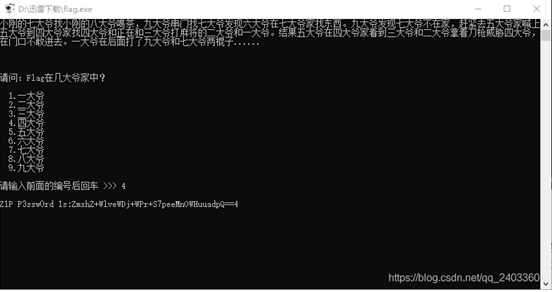 D:\迅雷下载\flag.exe
小刚的七大爷找小刚的八大爷喝茶，九大爷串门找七大爷发现六大爷在七大爷家找东西。九大爷发现七大爷不在家，赶紧去五大爷家喊上
五大爷到四大爷家找四大爷和正在和三大爷打麻将的二大爷和一大爷。结果五大爷在四大爷家看到三大爷和二大爷拿着刀枪威胁四大爷，
在门口不敢进去。一大爷在后面打了九大爷和七大爷两棍子......
请问：Flag在几大爷家中？
1.一大爷
2.二大爷
3.三大爷
4.四大爷
5.五大爷
6.六大爷
7.七大爷
8.八大爷
9.九大爷
请输入前面的编号后回车 >>> 4
Z1P P3sswOrd 1s:ZmxhZ+WlveWDj+WPr+S7peeMnOWHuuadpQ==4
https://blog.csdn.net/qq_2403360